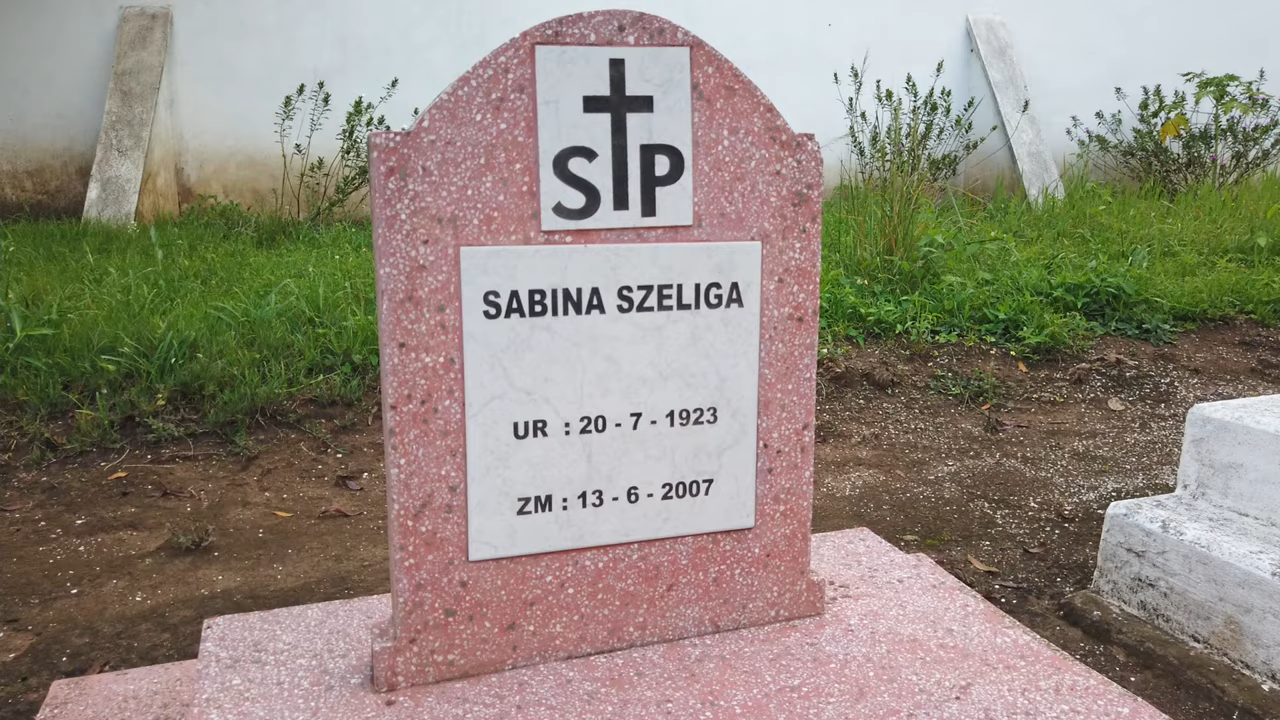 S P
SABINA SZELIGA
UR : 20 - 7 - 1923
ZM : 13 - 6 - 2007